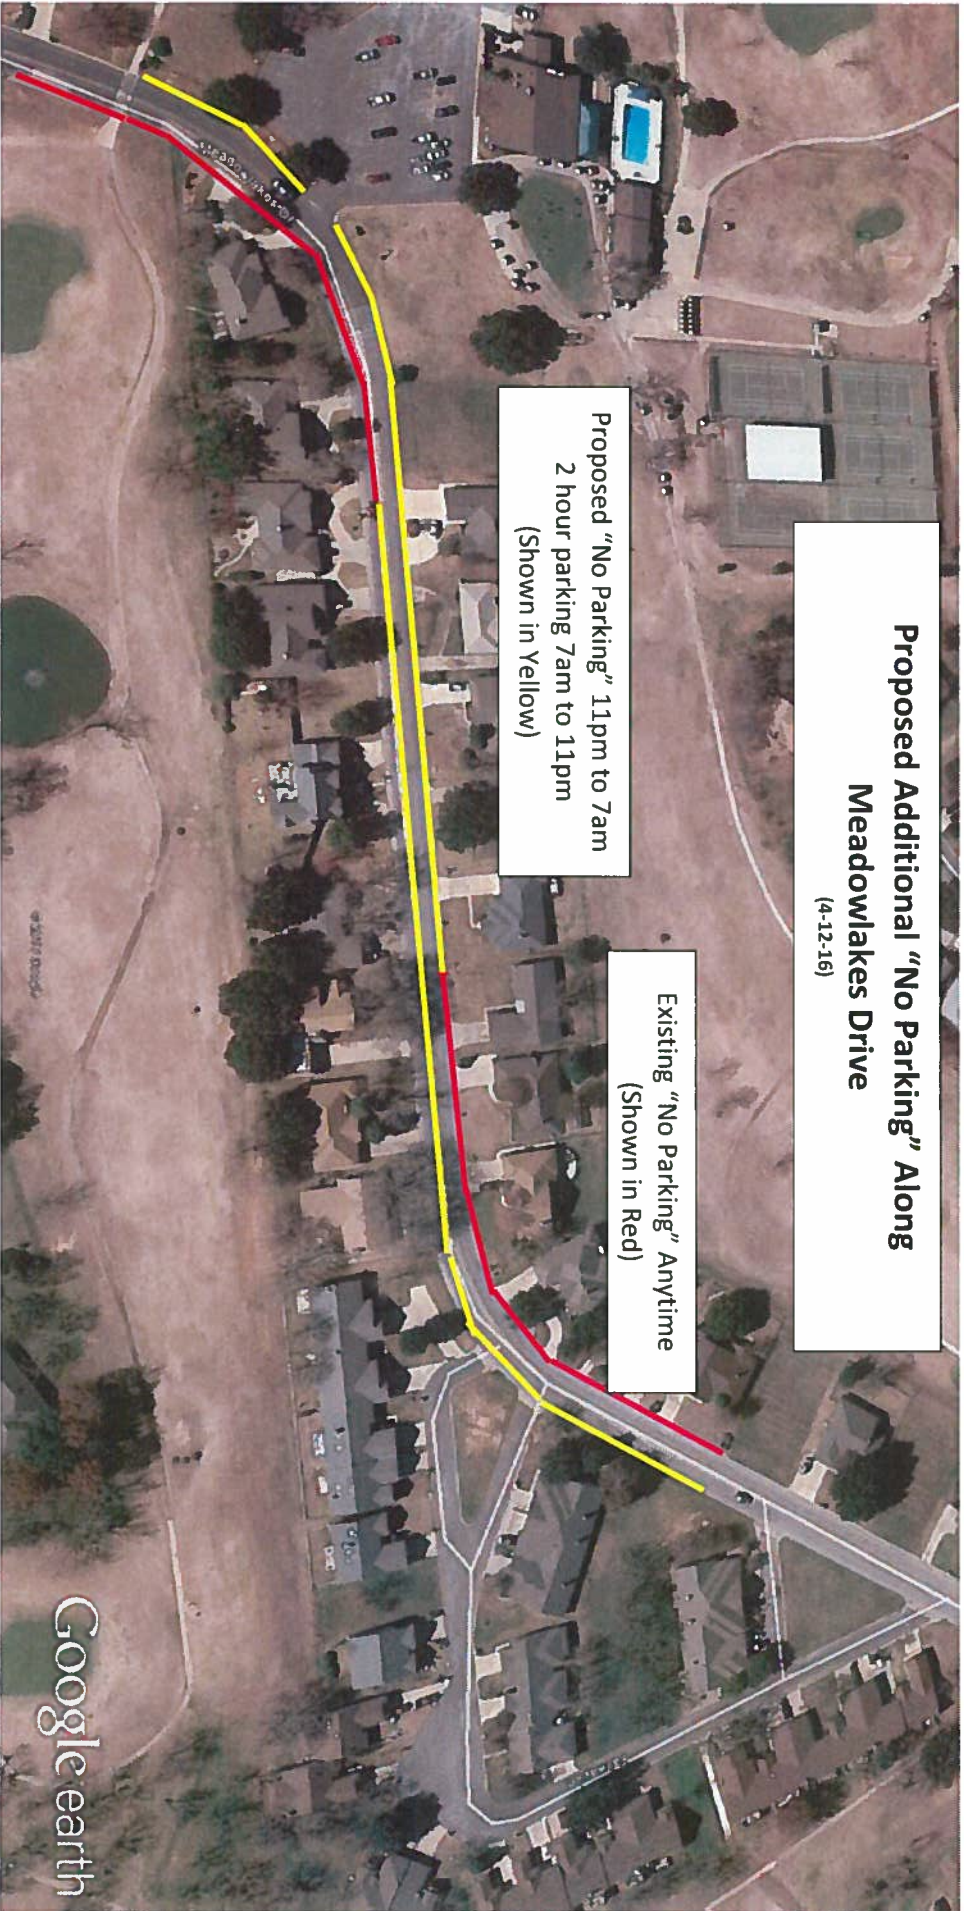 Proposed Additional “No Parking” Along
Meadowlakes Drive
(4-12-16)
Proposed “No Parking” 11pm to 7am
2 hour parking 7am to 11pm
(Shown in Yellow)
Existing “No Parking” Anytime
(Shown in Red)
Google earth